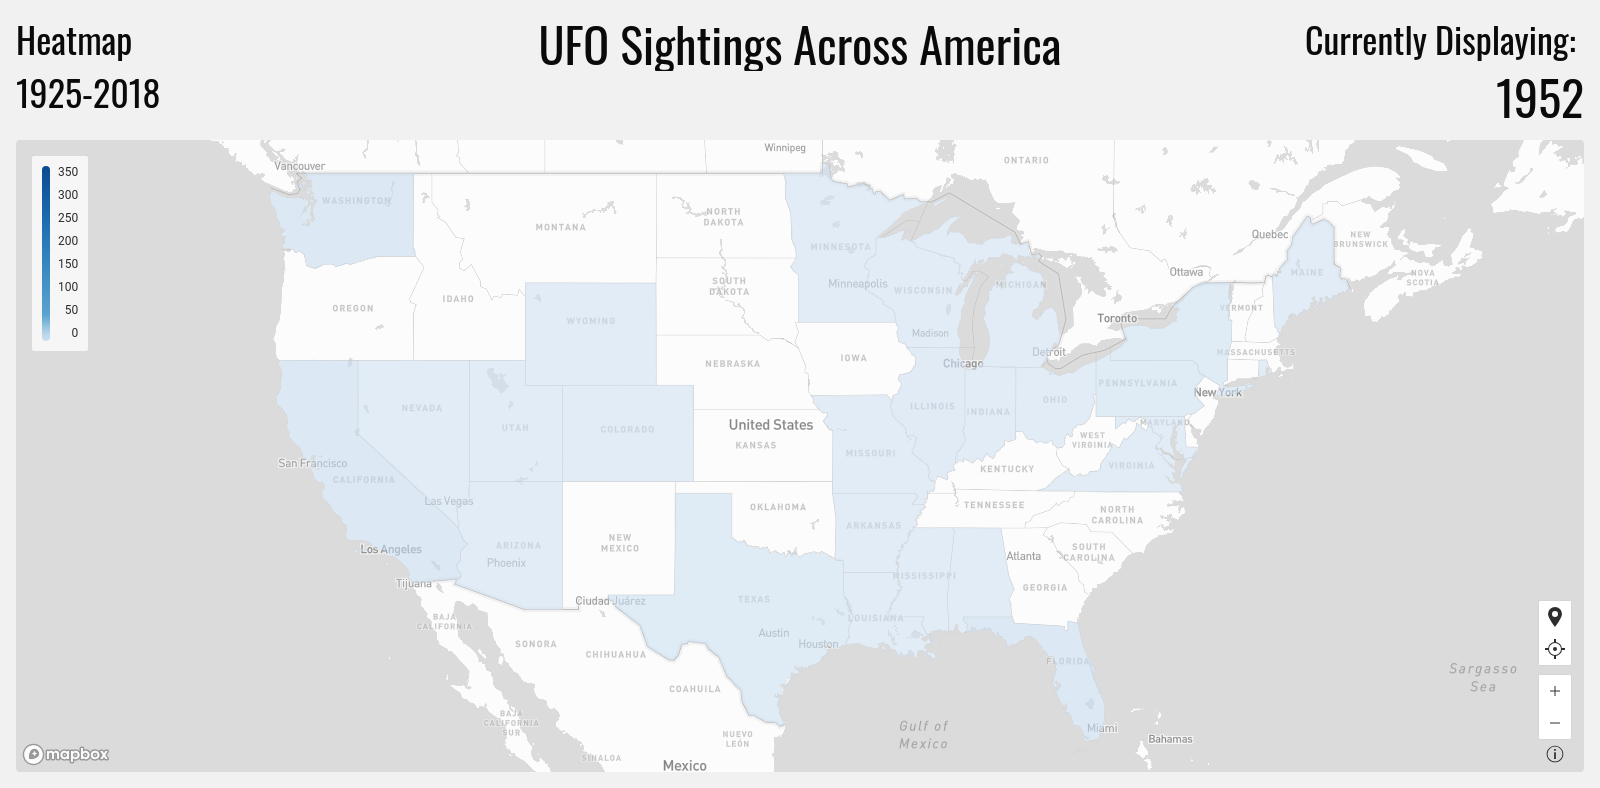 Heatmap
1925-2018
UFO Sightings Across America
Currently Displaying:
1952
350
300
250
200
150
100
50
0
Vancouver
Winnipeg
ONTARIO
WASHINGTON
MONTANA
NORTH
DAKOTA
MINNESOTA
Quebec
NEW
BRUNSWICK
Ottawa
MAINE
NOVA
SCOTIA
OREGON
IDAHO
SOUTH
DAKOTA
Minneapolis
WISCONSIN
MICHIGAN
WYOMING
Toronto
VERMONT
Madison
Detroit
MASSACHUSETTS
NEBRASKA
IOWA
Chicago
PENNSYLVANIA
New York
NEVADA
UTAH
COLORADO
United States
KANSAS
ILLINOIS
INDIANA
OHIO
MARYLAND
WEST
VIRGINIA
VIRGINIA
San Francisco
CALIFORNIA
MISSOURI
KENTUCKY
Las Vegas
OKLAHOMA
TENNESSEE
NORTH
CAROLINA
ARKANSAS
Los Angeles
ARIZONA
Phoenix
NEW
MEXICO
Atlanta
SOUTH
CAROLINA
Tijuana
MISSISSIPPI
GEORGIA
Ciudad Juárez
TEXAS
LOUISIANA
BAJA
CALIFORNIA
SONORA
CHIHUAHUA
Austin
Houston
FLORIDA
Sargasso
Sea
COAHUILA
BAJA
CALIFORNIA
SUR
Gulf of
Mexico
Miami
Bahamas
NUEVO
LEÓN
SINALOA
Mexico
mapbox